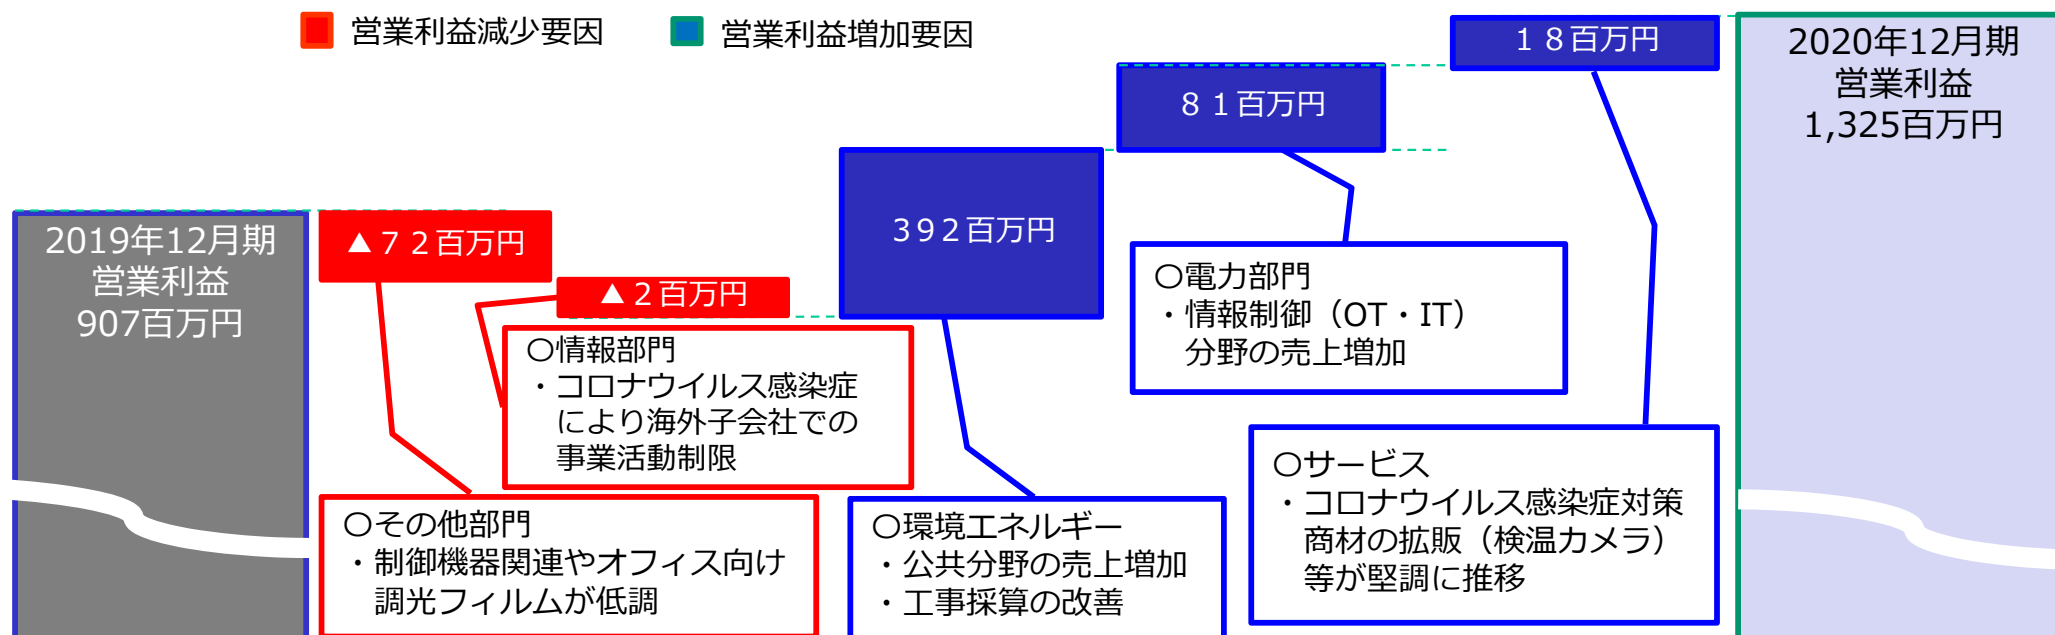 営業利益減少要因
営業利益増加要因
2019年12月期
営業利益
907百万円
▲７２百万円
▲２百万円
392百万円
８１百万円
１８百万円
2020年12月期
営業利益
1,325百万円
〇情報部門
・コロナウイルス感染症
により海外子会社での
事業活動制限
〇その他部門
・制御機器関連やオフィス向け
調光フィルムが低調
〇環境エネルギー
・公共分野の売上増加
・工事採算の改善
〇電力部門
・情報制御（OT・IT）
分野の売上増加
〇サービス
・コロナウイルス感染症対策
商材の拡販（検温カメラ）
等が堅調に推移